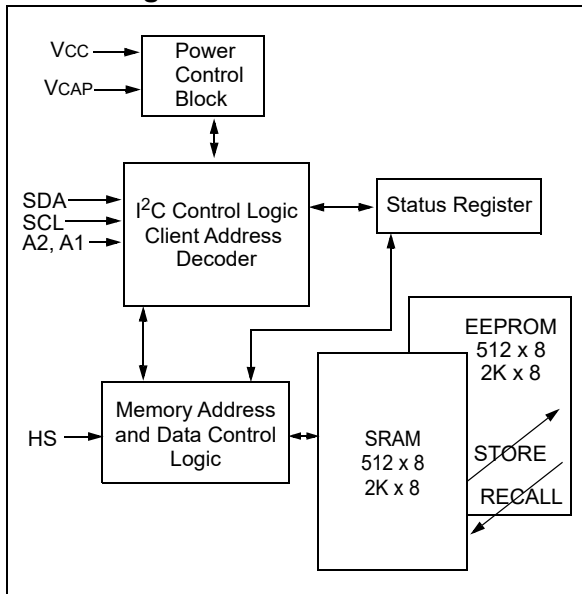 VCC
VCAP
Power
Control
Block
SDA
SCL
A2, A1
I²C Control Logic
Client Address
Decoder
Status Register
HS
Memory Address
and Data Control
Logic
SRAM
512 x 8
2K x 8
EEPROM
512 x 8
2K x 8
STORE
RECALL